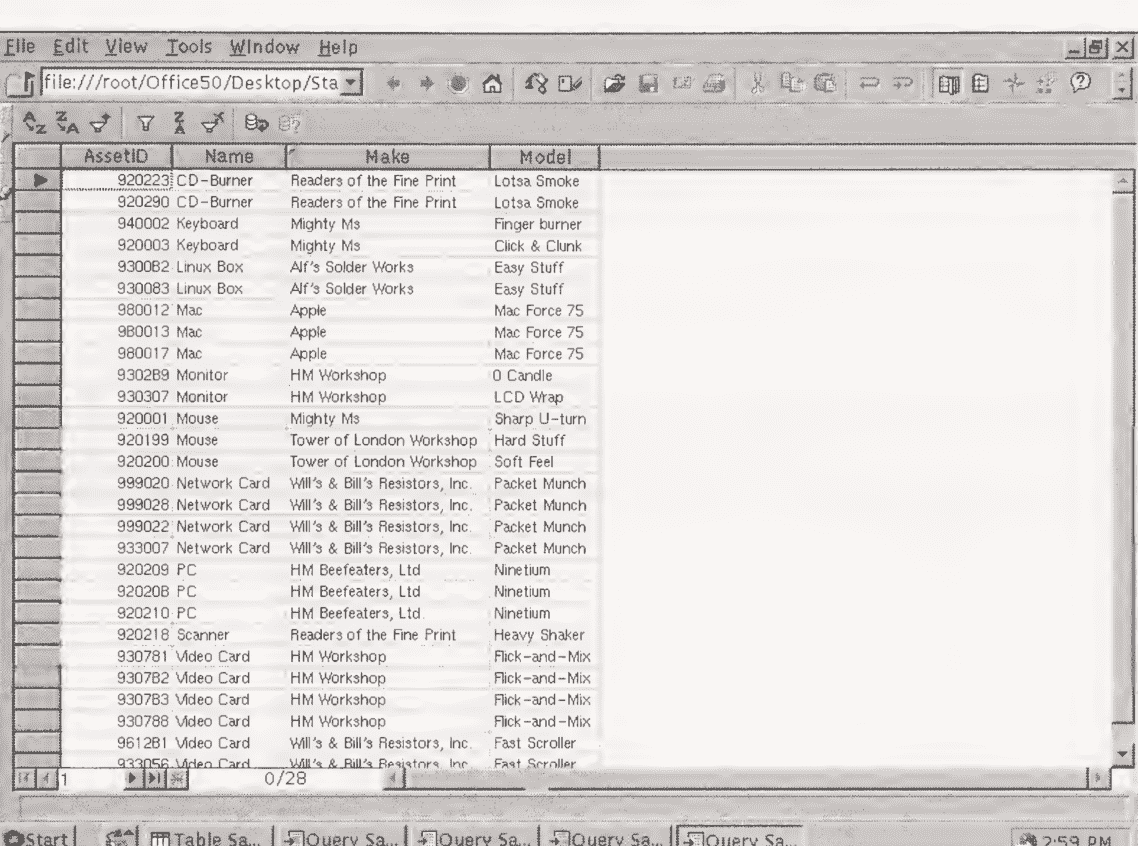 File Edit View Tools Window Help
file:///root/Office50/Desktop/Sta
AssetID Name Make Model
920223 CD-Burner Readers of the Fine Print Lotsa Smoke
920290 CD-Burner Readers of the Fine Print Lotsa Smoke
940002 Keyboard Mighty Ms Finger burner
920003 Keyboard Mighty Ms Click & Clunk
930082 Linux Box Alf's Solder Works Easy Stuff
930083 Linux Box Alf's Solder Works Easy Stuff
980012 Mac Apple Mac Force 75
980013 Mac Apple Mac Force 75
980017 Mac Apple Mac Force 75
930289 Monitor HM Workshop 0 Candle
930307 Monitor HM Workshop LCD Wrap
920001 Mouse Mighty Ms Sharp U-turn
920199 Mouse Tower of London Workshop Hard Stuff
920200 Mouse Tower of London Workshop Soft Feel
999020 Network Card Will's & Bill's Resistors, Inc. Packet Munch
999028 Network Card Will's & Bill's Resistors, Inc. Packet Munch
999022 Network Card Will's & Bill's Resistors, Inc. Packet Munch
933007 Network Card Will's & Bill's Resistors, Inc. Packet Munch
920209 PC HM Beefeaters, Ltd Ninetium
920208 PC HM Beefeaters, Ltd Ninetium
920210 PC HM Beefeaters, Ltd. Ninetium
920218 Scanner Readers of the Fine Print Heavy Shaker
930781 Video Card HM Workshop Flick-and-Mix
930782 Video Card HM Workshop Flick-and-Mix
930783 Video Card HM Workshop Flick-and-Mix
930788 Video Card HM Workshop Flick-and-Mix
961281 Video Card Will's & Bill's Resistors, Inc. Fast Scroller
933056 Video Card Will's & Bill's Resistors, Inc. Fast Scroller
1 0/28
Start Table Sa... Query Sa... Query Sa... Query Sa... Query Sa... 2:59 PM